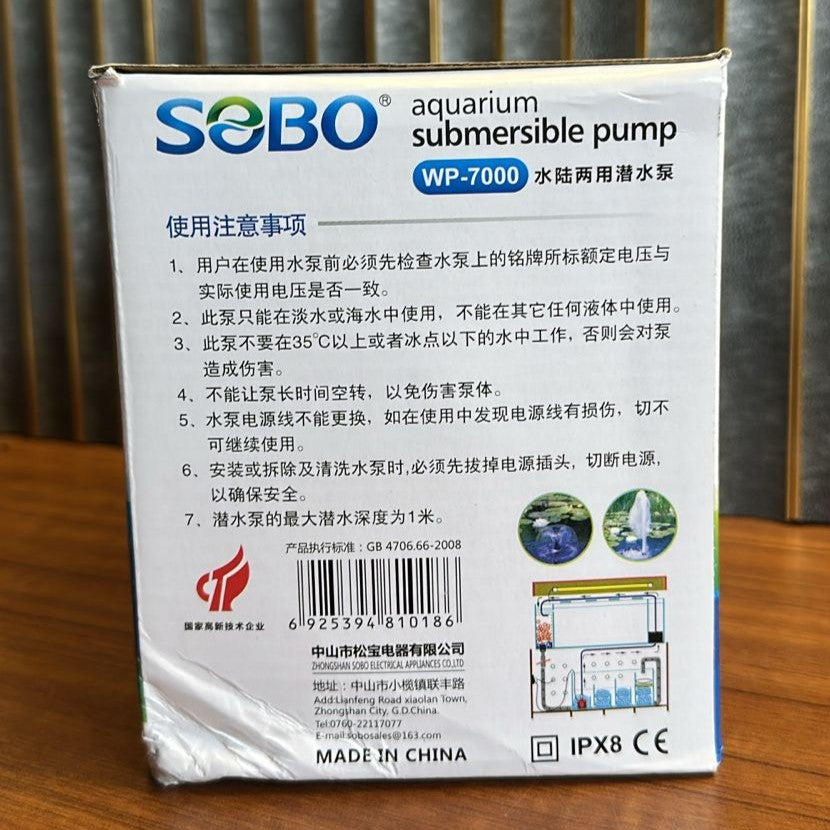 SOBO® aquarium
submersible pump
WP-7000 水陆两用潜水泵
使用注意事项
1、用户在使用水泵前必须先检查水泵上的铭牌所标额定电压与
实际使用电压是否一致。
2、此泵只能在淡水或海水中使用，不能在其它任何液体中使用。
3、此泵不要在35℃以上或者冰点以下的水中工作，否则会对泵
造成伤害。
4、不能让泵长时间空转，以免伤害泵体。
5、水泵电源线不能更换，如在使用中发现电源线有损伤，切不
可继续使用。
6、安装或拆除及清洗水泵时,必须先拔掉电源插头，切断电源，
以确保安全。
7、潜水泵的最大潜水深度为1米。
产品执行标准：GB 4706.66-2008
6 925394 810186
国家高新技术企业
中山市松宝电器有限公司
ZHONGSHAN SOBO ELECTRICAL APPLIANCES CO.,LTD
地址：中山市小榄镇联丰路
Add:Lianfeng Road xiaolan Town,
Zhongshan City, G.D.China.
Tel:0760-22117077
E-mail:sobosales@163.com
MADE IN CHINA
IPX8 CE